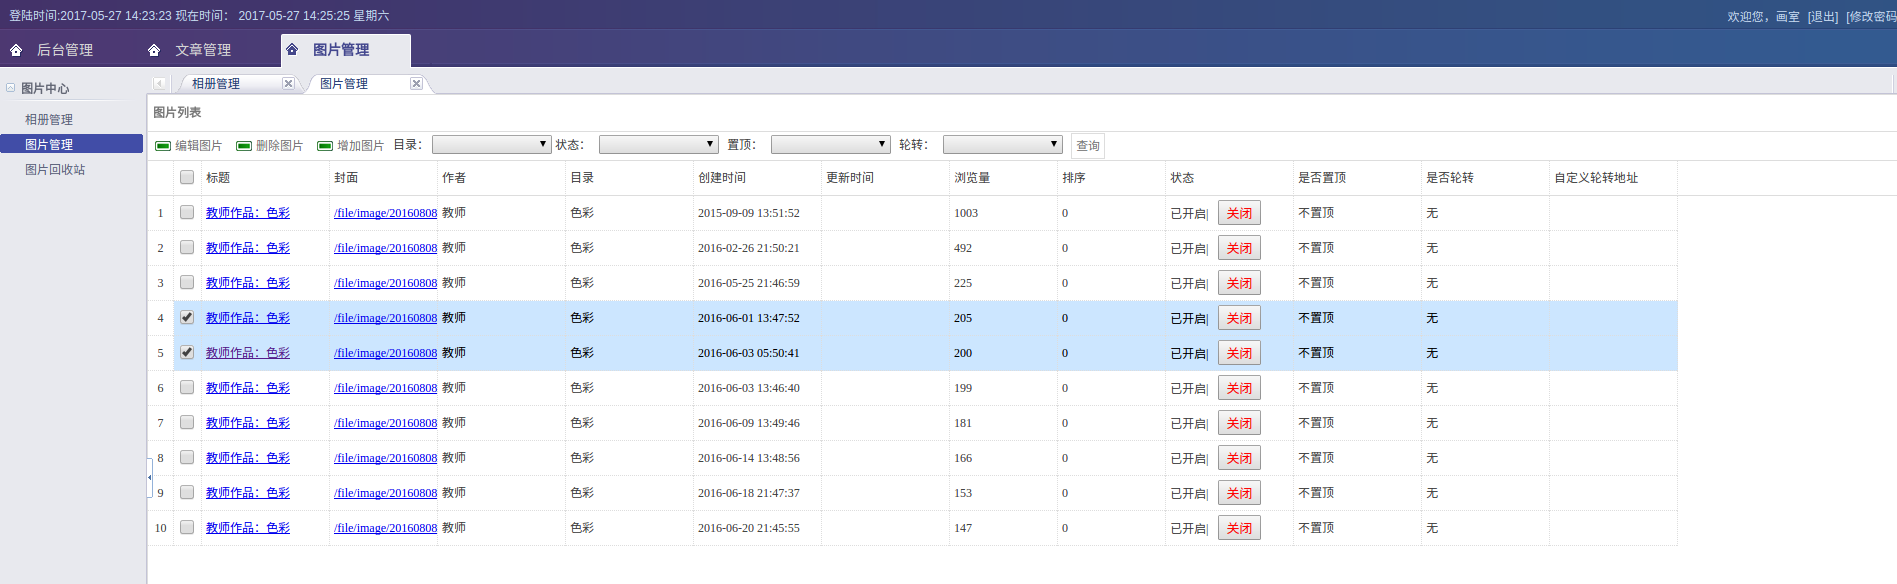 登陆时间:2017-05-27 14:23:23 现在时间： 2017-05-27 14:25:25 星期六
欢迎您，画室 [退出] [修改密码
后台管理 文章管理 图片管理
图片中心
相册管理
图片管理
图片回收站
相册管理 图片管理
图片列表
编辑图片 删除图片 增加图片 目录： 状态： 置顶： 轮转： 查询
标题 封面 作者 目录 创建时间 更新时间 浏览量 排序 状态 是否置顶 是否轮转 自定义轮转地址
1 教师作品：色彩 /file/image/20160808 教师 色彩 2015-09-09 13:51:52 1003 0 已开启| 关闭 不置顶 无
2 教师作品：色彩 /file/image/20160808 教师 色彩 2016-02-26 21:50:21 492 0 已开启| 关闭 不置顶 无
3 教师作品：色彩 /file/image/20160808 教师 色彩 2016-05-25 21:46:59 225 0 已开启| 关闭 不置顶 无
4 教师作品：色彩 /file/image/20160808 教师 色彩 2016-06-01 13:47:52 205 0 已开启| 关闭 不置顶 无
5 教师作品：色彩 /file/image/20160808 教师 色彩 2016-06-03 05:50:41 200 0 已开启| 关闭 不置顶 无
6 教师作品：色彩 /file/image/20160808 教师 色彩 2016-06-03 13:46:40 199 0 已开启| 关闭 不置顶 无
7 教师作品：色彩 /file/image/20160808 教师 色彩 2016-06-09 13:49:46 181 0 已开启| 关闭 不置顶 无
8 教师作品：色彩 /file/image/20160808 教师 色彩 2016-06-14 13:48:56 166 0 已开启| 关闭 不置顶 无
9 教师作品：色彩 /file/image/20160808 教师 色彩 2016-06-18 21:47:37 153 0 已开启| 关闭 不置顶 无
10 教师作品：色彩 /file/image/20160808 教师 色彩 2016-06-20 21:45:55 147 0 已开启| 关闭 不置顶 无